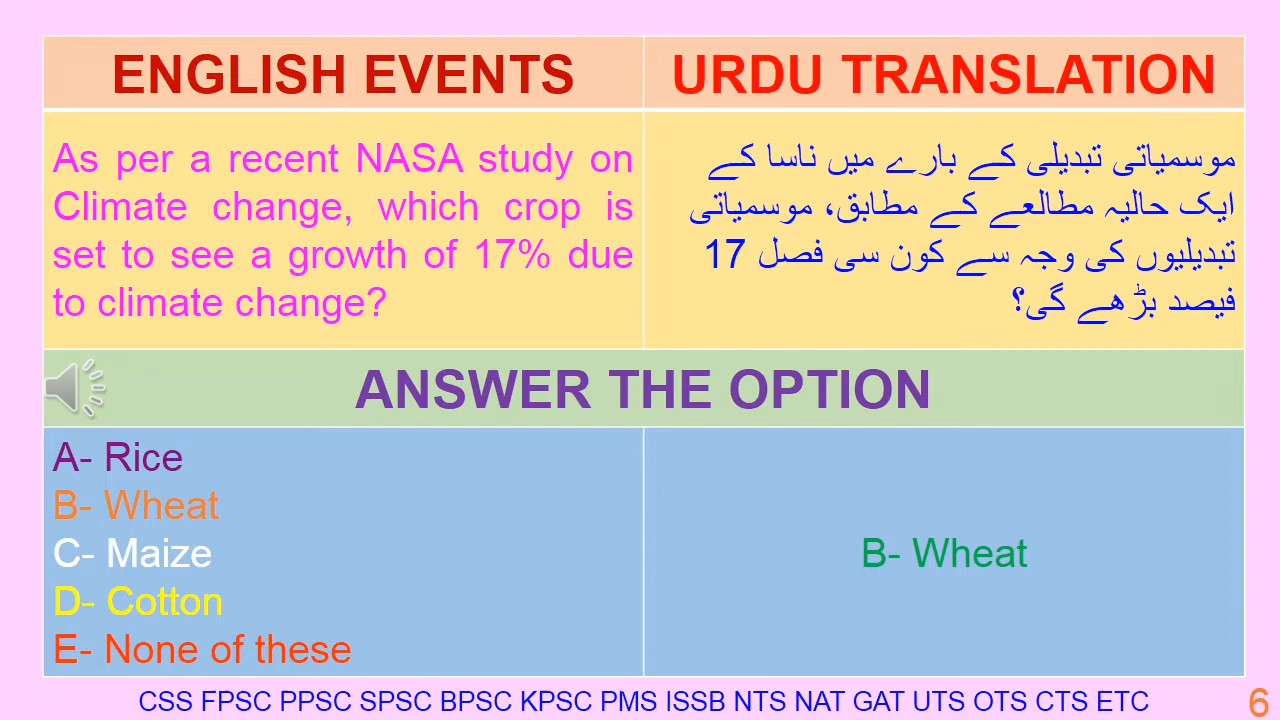 ENGLISH EVENTS
URDU TRANSLATION
As per a recent NASA study on
Climate change, which crop is
set to see a growth of 17% due
to climate change?
موسمیاتی تبدیلی کے بارے میں ناسا کے
ایک حالیہ مطالعے کے مطابق، موسمیاتی
تبدیلیوں کی وجہ سے کون سی فصل 17
فیصد بڑھے گی؟
ANSWER THE OPTION
A- Rice
B- Wheat
C- Maize
D- Cotton
E- None of these
B- Wheat
CSS FPSC PPSC SPSC BPSC KPSC PMS ISSB NTS NAT GAT UTS OTS CTS ETC
6